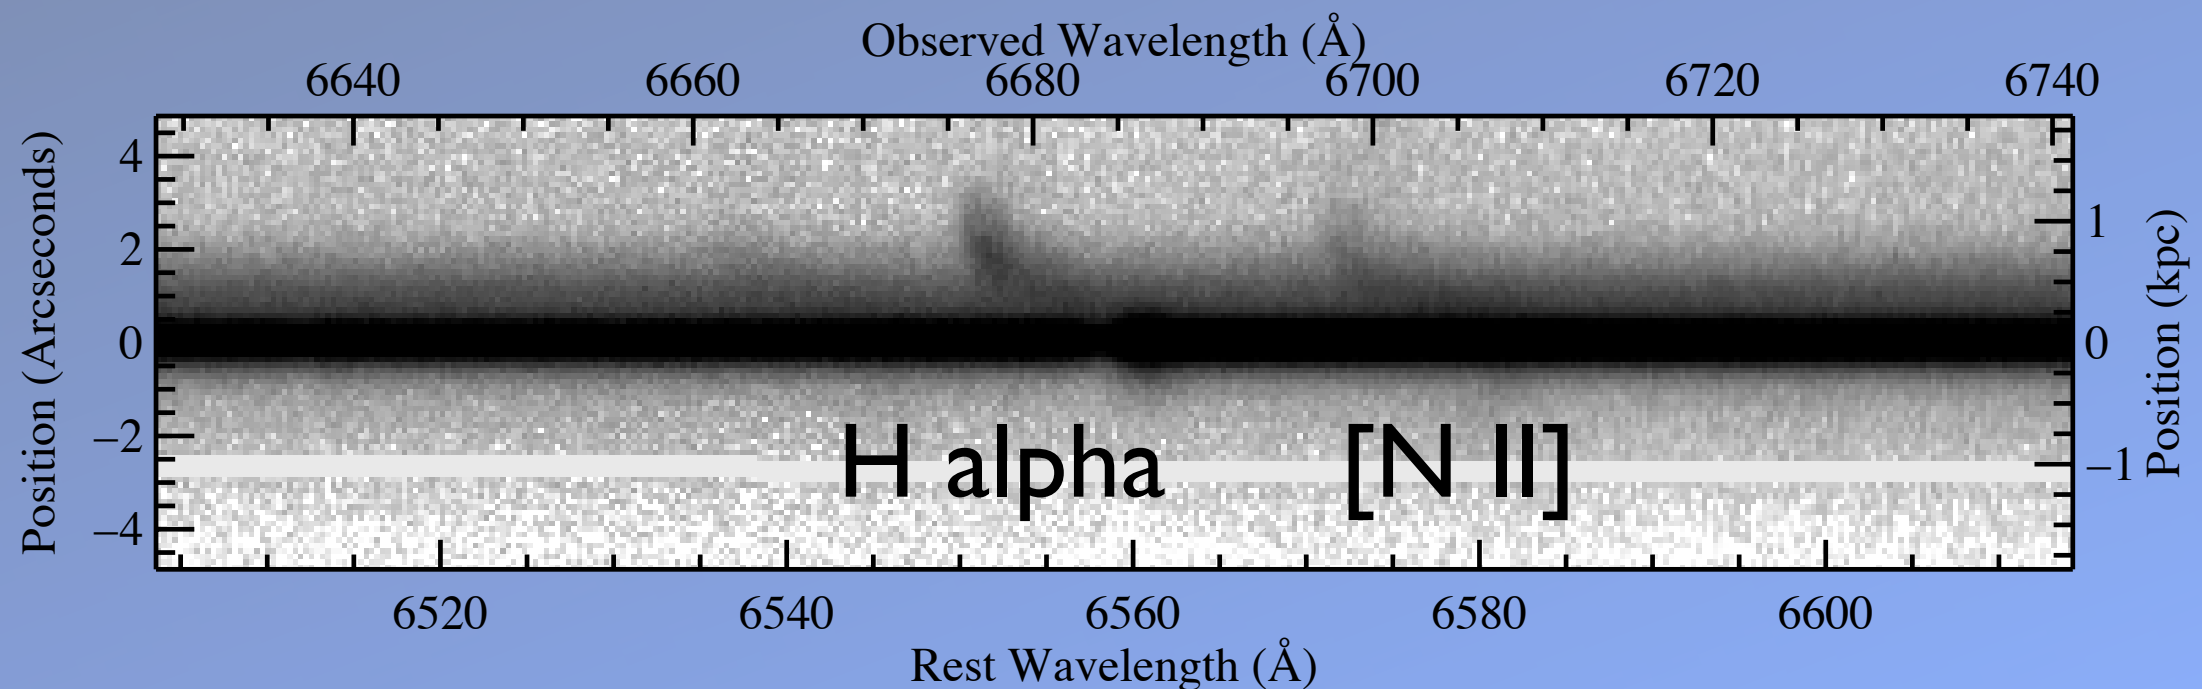 Observed Wavelength (Å)
6640 6660 6680 6700 6720 6740
Position (Arcseconds)
4
2
0
−2
−4
1
0
−1
Position (kpc)
H alpha [N II]
6520 6540 6560 6580 6600
Rest Wavelength (Å)